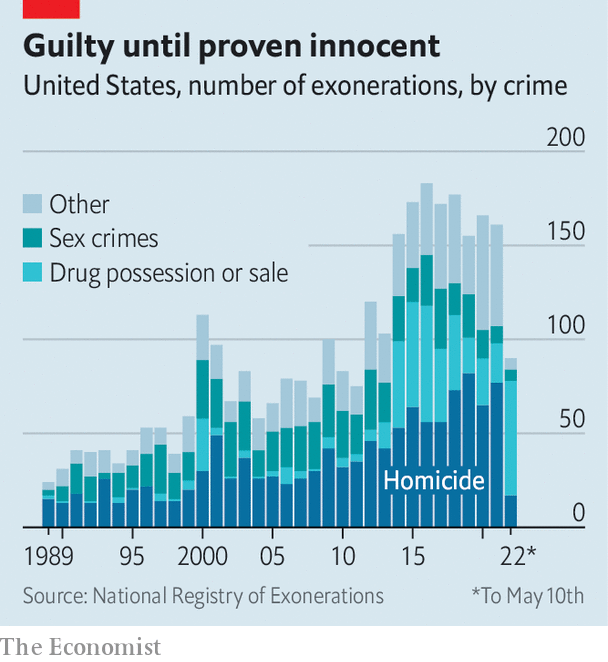 Guilty until proven innocent
United States, number of exonerations, by crime
200
Other
Sex crimes
150
Drug possession or sale
100
50
Homicide
0
1989 95 2000 05 10 15 22*
Source: National Registry of Exonerations *To May 10th
The Economist